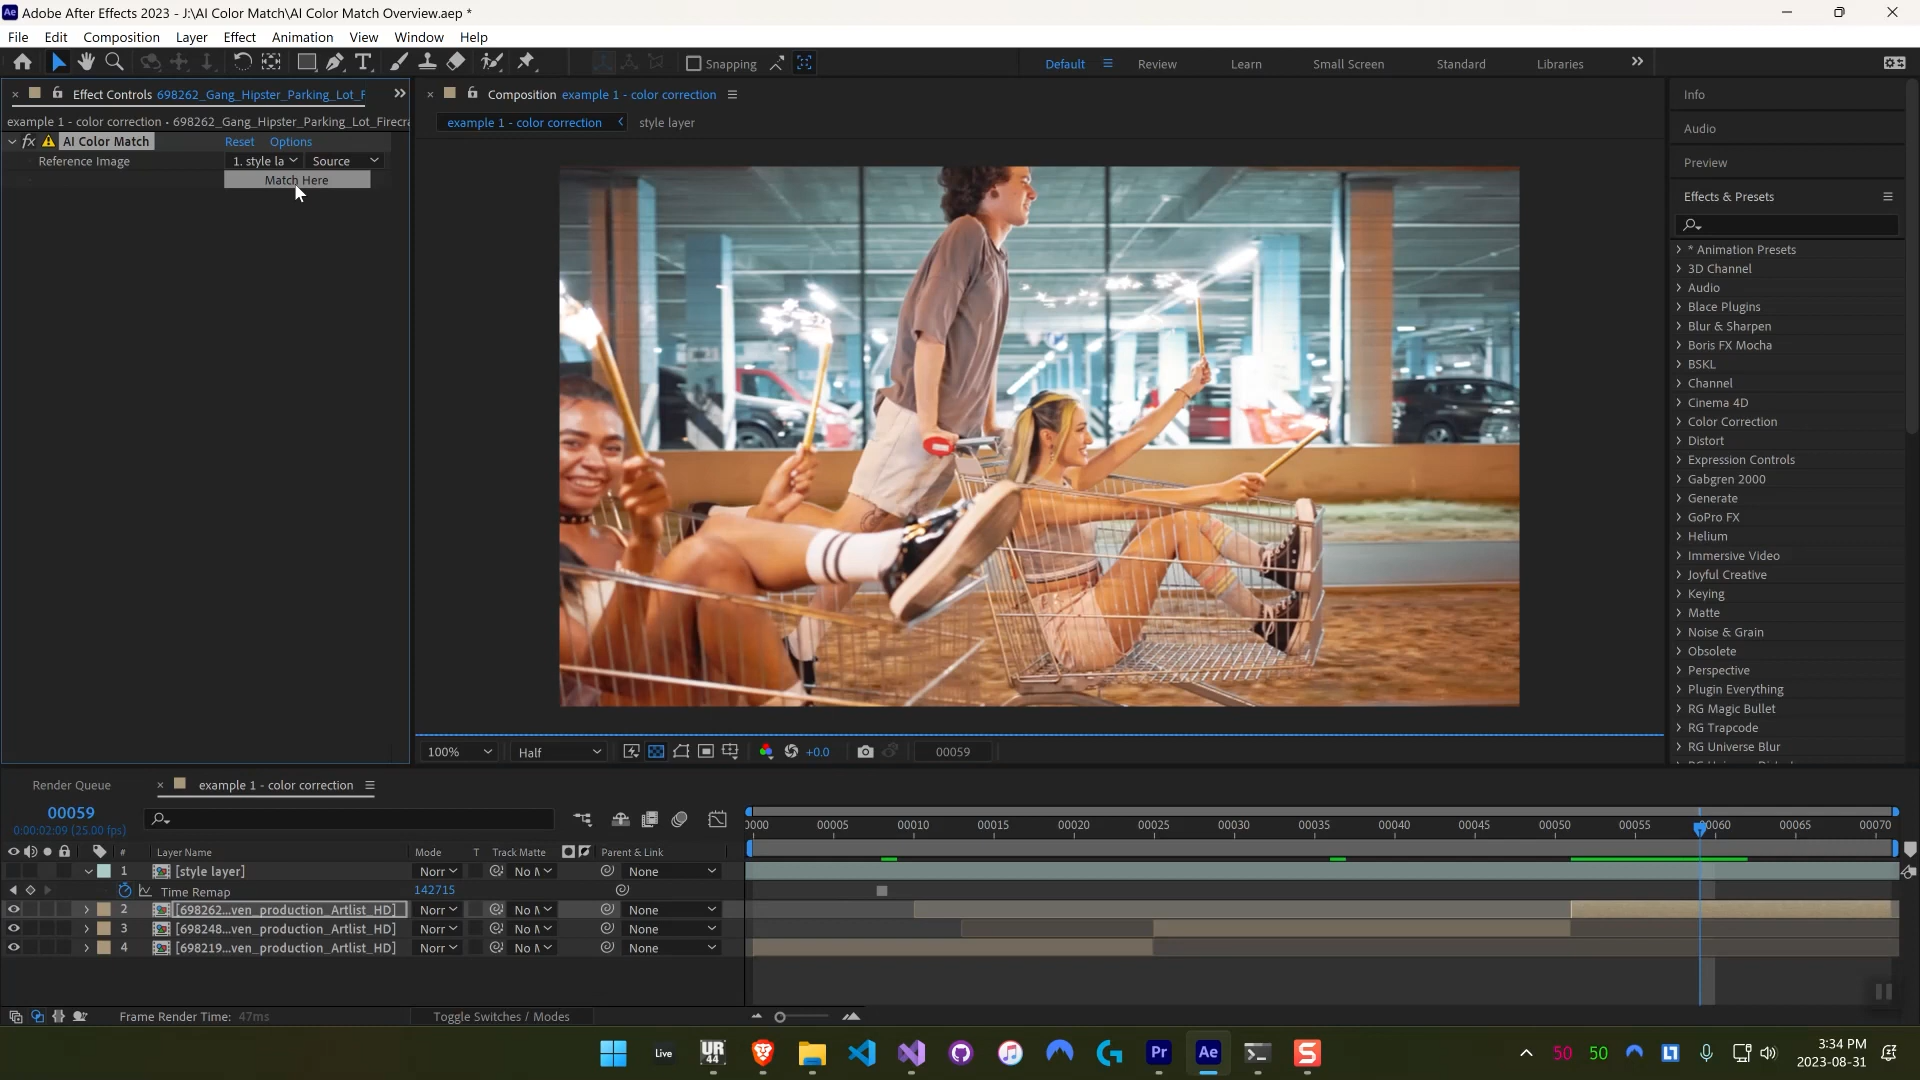 Adobe After Effects 2023 - J:\AI Color Match\AI Color Match Overview.aep *
File Edit Composition Layer Effect Animation View Window Help
Snapping Default Review Learn Small Screen Standard Libraries
Effect Controls 698262_Gang_Hipster_Parking_Lot_F
example 1 - color correction • 698262_Gang_Hipster_Parking_Lot_Firecra
fx AI Color Match Reset Options
Reference Image 1. style la Source
Match Here
Composition example 1 - color correction
example 1 - color correction style layer
100% Half +0.0 00059
Info
Audio
Preview
Effects & Presets
* Animation Presets
3D Channel
Audio
Blace Plugins
Blur & Sharpen
Boris FX Mocha
BSKL
Channel
Cinema 4D
Color Correction
Distort
Expression Controls
Gabgren 2000
Generate
GoPro FX
Helium
Immersive Video
Joyful Creative
Keying
Matte
Noise & Grain
Obsolete
Perspective
Plugin Everything
RG Magic Bullet
RG Trapcode
RG Universe Blur
Render Queue example 1 - color correction
00059
0:00:02:09 (25.00 fps)
0000 00005 00010 00015 00020 00025 00030 00035 00040 00045 00050 00055 00060 00065 00070
# Layer Name Mode T Track Matte Parent & Link
1 [style layer] Norr No M None
Time Remap 142715
2 [698262...ven_production_Artlist_HD] Norr No M None
3 [698248...ven_production_Artlist_HD] Norr No M None
4 [698219...ven_production_Artlist_HD] Norr No M None
Frame Render Time: 47ms Toggle Switches / Modes
Live UR 44 Pr Ae S 50 50 3:34 PM
2023-08-31